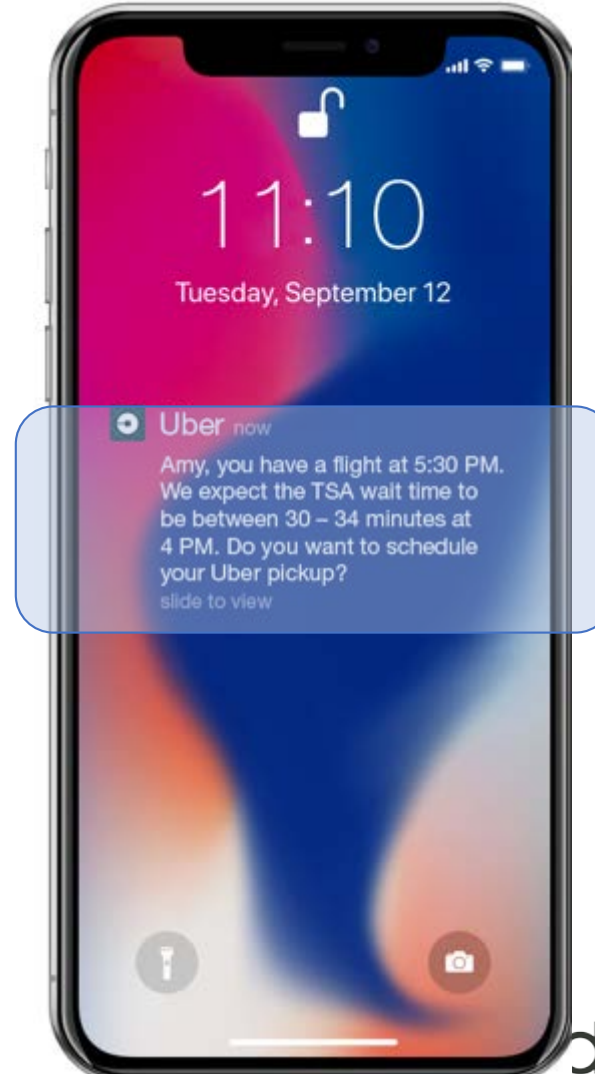 11:10
Tuesday, September 12
Uber now
Amy, you have a flight at 5:30 PM.
We expect the TSA wait time to
be between 30 – 34 minutes at
4 PM. Do you want to schedule
your Uber pickup?
slide to view